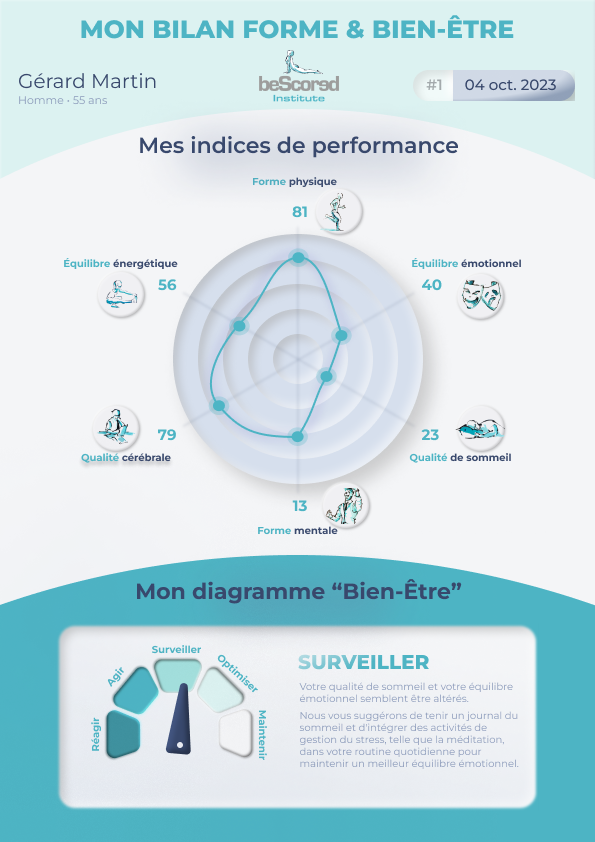 MON BILAN FORME & BIEN-ÊTRE
Gérard Martin
Homme • 55 ans
beScored
Institute
#1
04 oct. 2023
Mes indices de performance
Forme physique
81
Équilibre énergétique
56
Équilibre émotionnel
40
79
Qualité cérébrale
23
Qualité de sommeil
13
Forme mentale
Mon diagramme “Bien-Être”
Réagir
Agir
Surveiller
Optimiser
Maintenir
SURVEILLER
Votre qualité de sommeil et votre équilibre
émotionnel semblent être altérés.
Nous vous suggérons de tenir un journal du
sommeil et d'intégrer des activités de
gestion du stress, telle que la méditation,
dans votre routine quotidienne pour
maintenir un meilleur équilibre émotionnel.